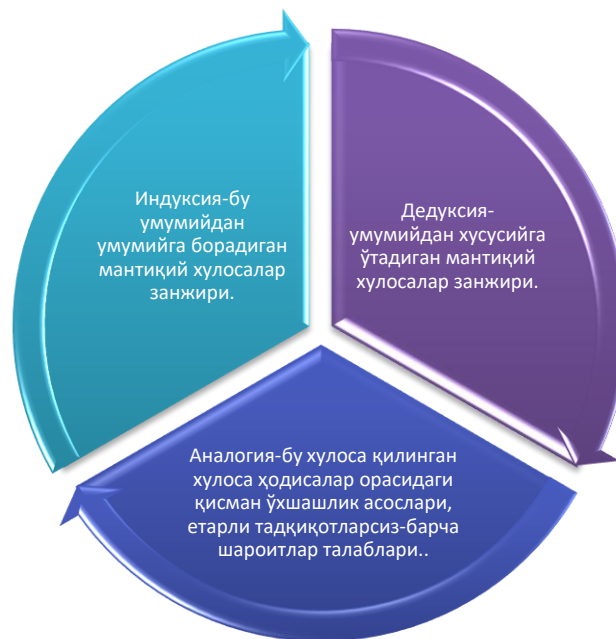 Индуксия-бу
умумийдан
умумийга борадиган
мантиқий хулосалар
занжири.
Дедуксия-
умумийдан хусусийга
ўтадиган мантиқий
хулосалар занжири.
Аналогия-бу хулоса қилинган
хулоса ҳодисалар орасидаги
қисман ўхшашлик асослари,
етарли тадқиқотларсиз-барча
шароитлар талаблари..